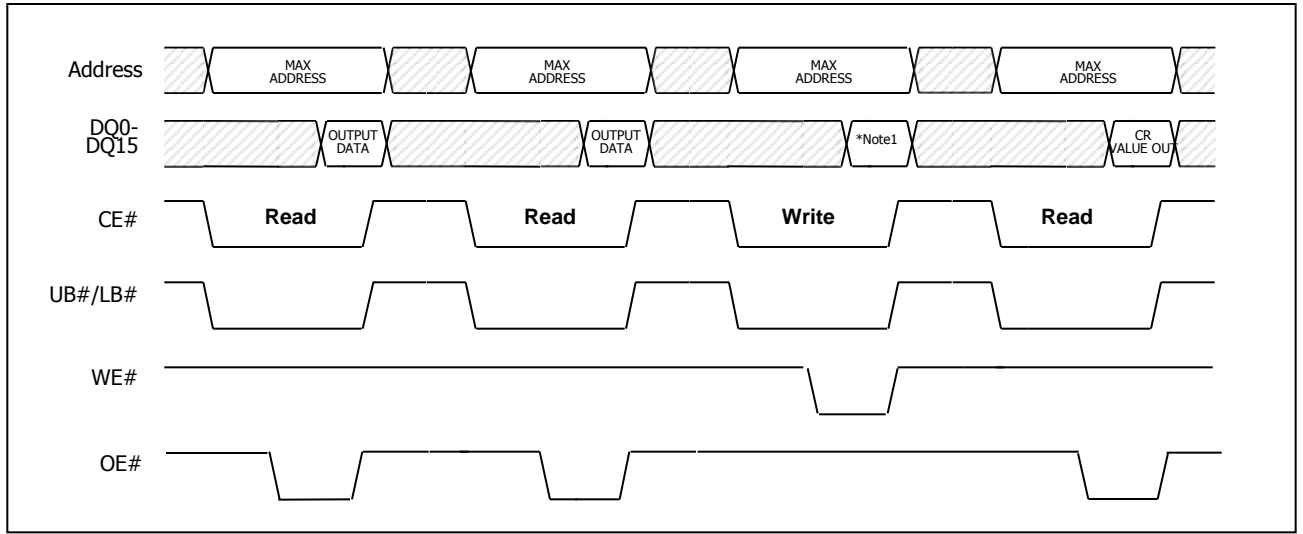 Address
MAX
ADDRESS
MAX
ADDRESS
MAX
ADDRESS
MAX
ADDRESS
DQ0-
DQ15
OUTPUT
DATA
OUTPUT
DATA
*Note1
CR
VALUE OUT
CE#
Read
Read
Write
Read
UB#/LB#
WE#
OE#